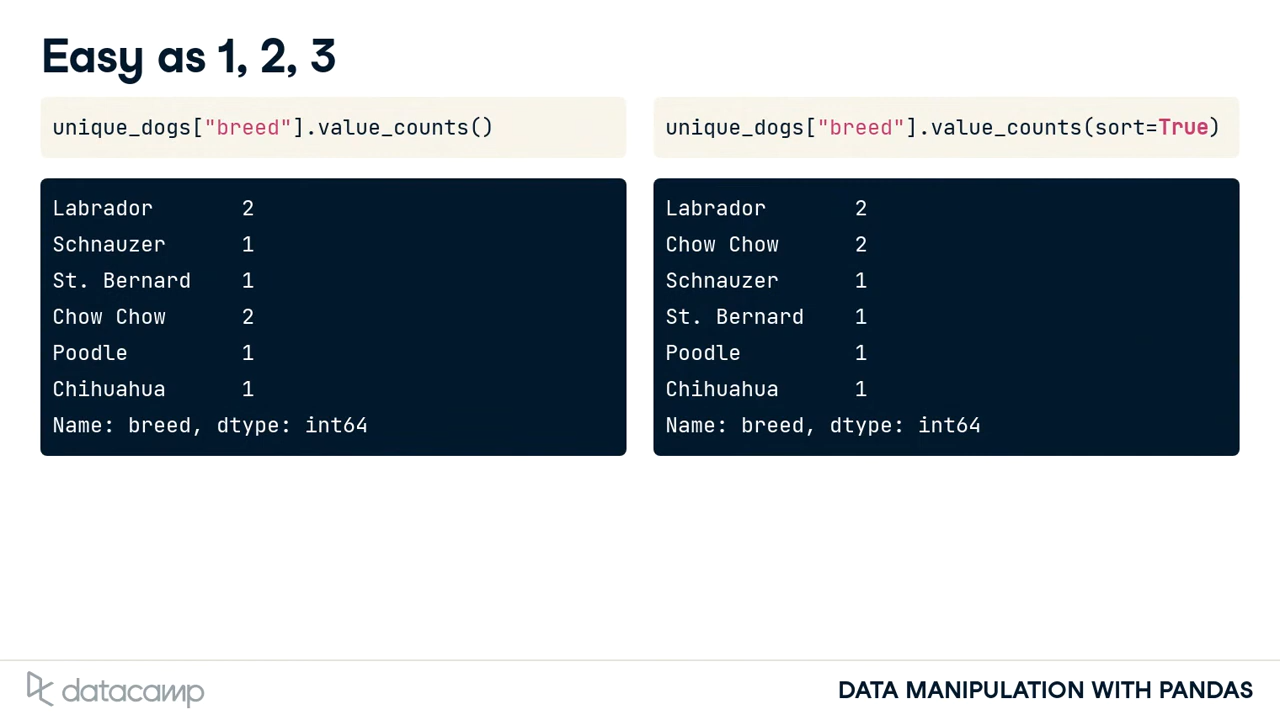 Easy as 1, 2, 3
unique_dogs["breed"].value_counts()
Labrador       2
Schnauzer      1
St. Bernard    1
Chow Chow      2
Poodle         1
Chihuahua      1
Name: breed, dtype: int64
unique_dogs["breed"].value_counts(sort=True)
Labrador       2
Chow Chow      2
Schnauzer      1
St. Bernard    1
Poodle         1
Chihuahua      1
Name: breed, dtype: int64
datacamp
DATA MANIPULATION WITH PANDAS